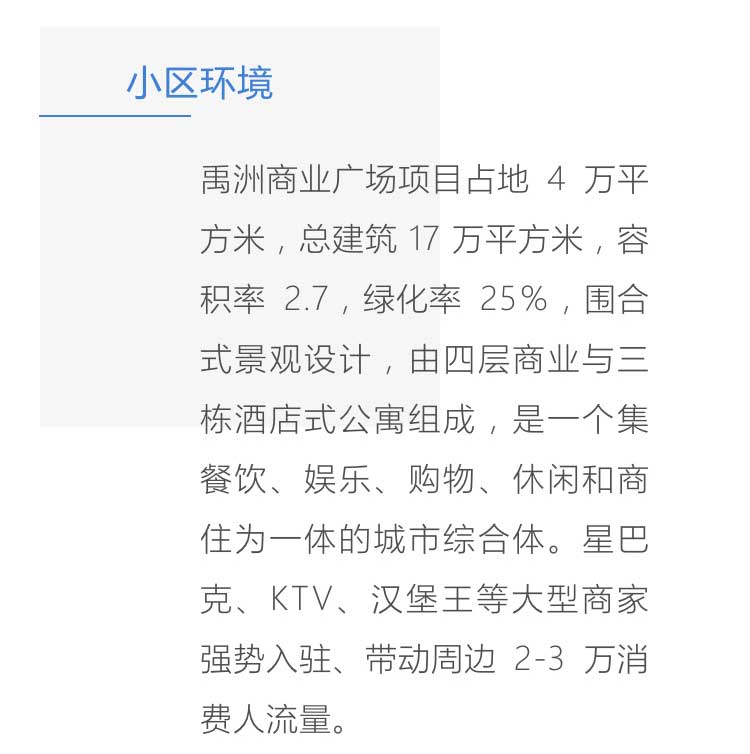 小区环境
禹洲商业广场项目占地 4 万平
方米，总建筑 17 万平方米，容
积率 2.7，绿化率 25%，围合
式景观设计，由四层商业与三
栋酒店式公寓组成，是一个集
餐饮、娱乐、购物、休闲和商
住为一体的城市综合体。星巴
克、KTV、汉堡王等大型商家
强势入驻、带动周边 2-3 万消
费人流量。